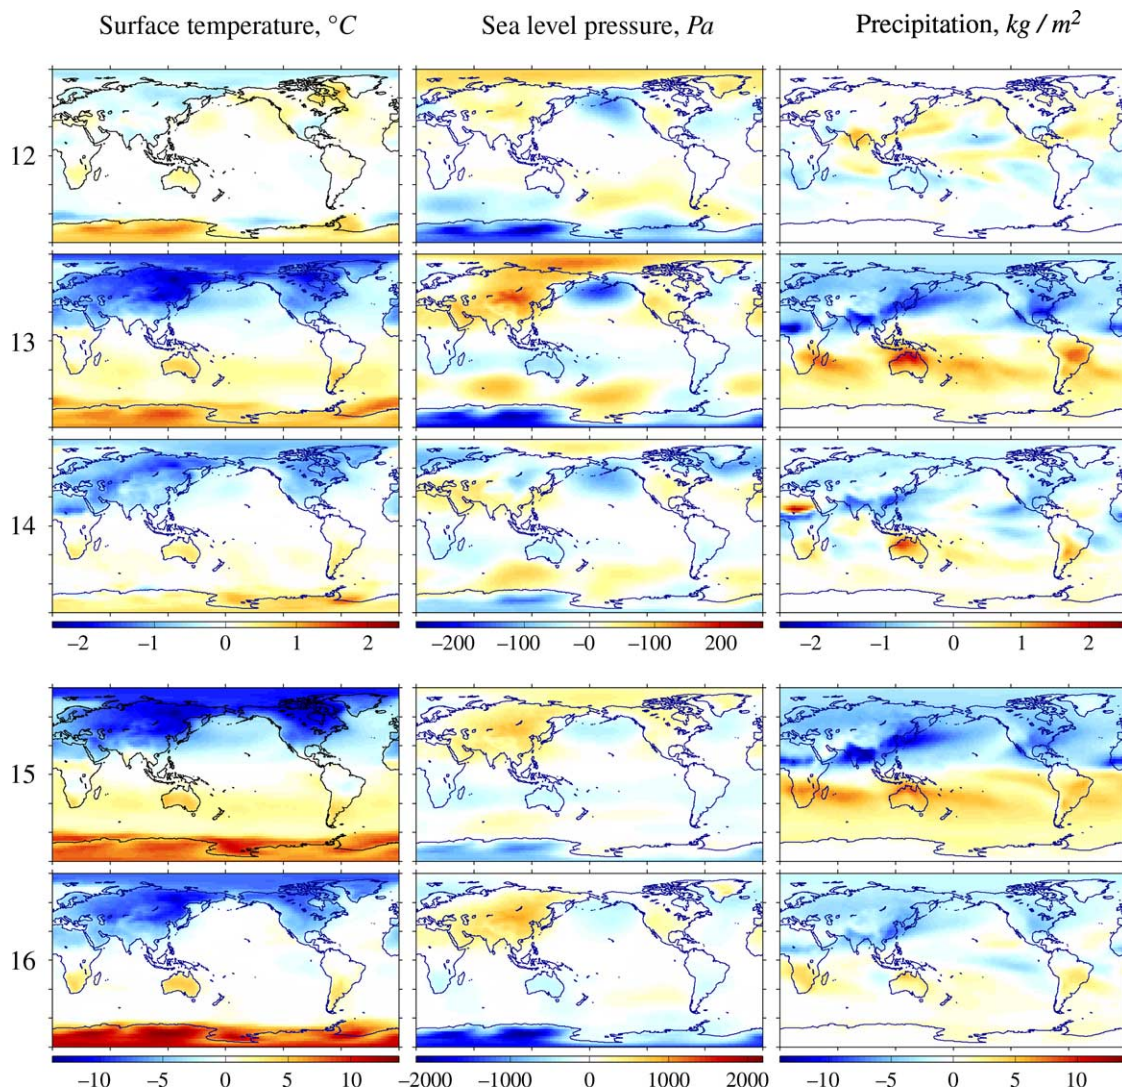 Surface temperature, °C Sea level pressure, Pa Precipitation, kg / m²
12
13
14
−2 −1 0 1 2 −200 −100 −0 −100 200 −2 −1 0 1 2
15
16
−10 −5 0 5 10 −2000 −1000 0 1000 2000 −10 −5 0 5 10